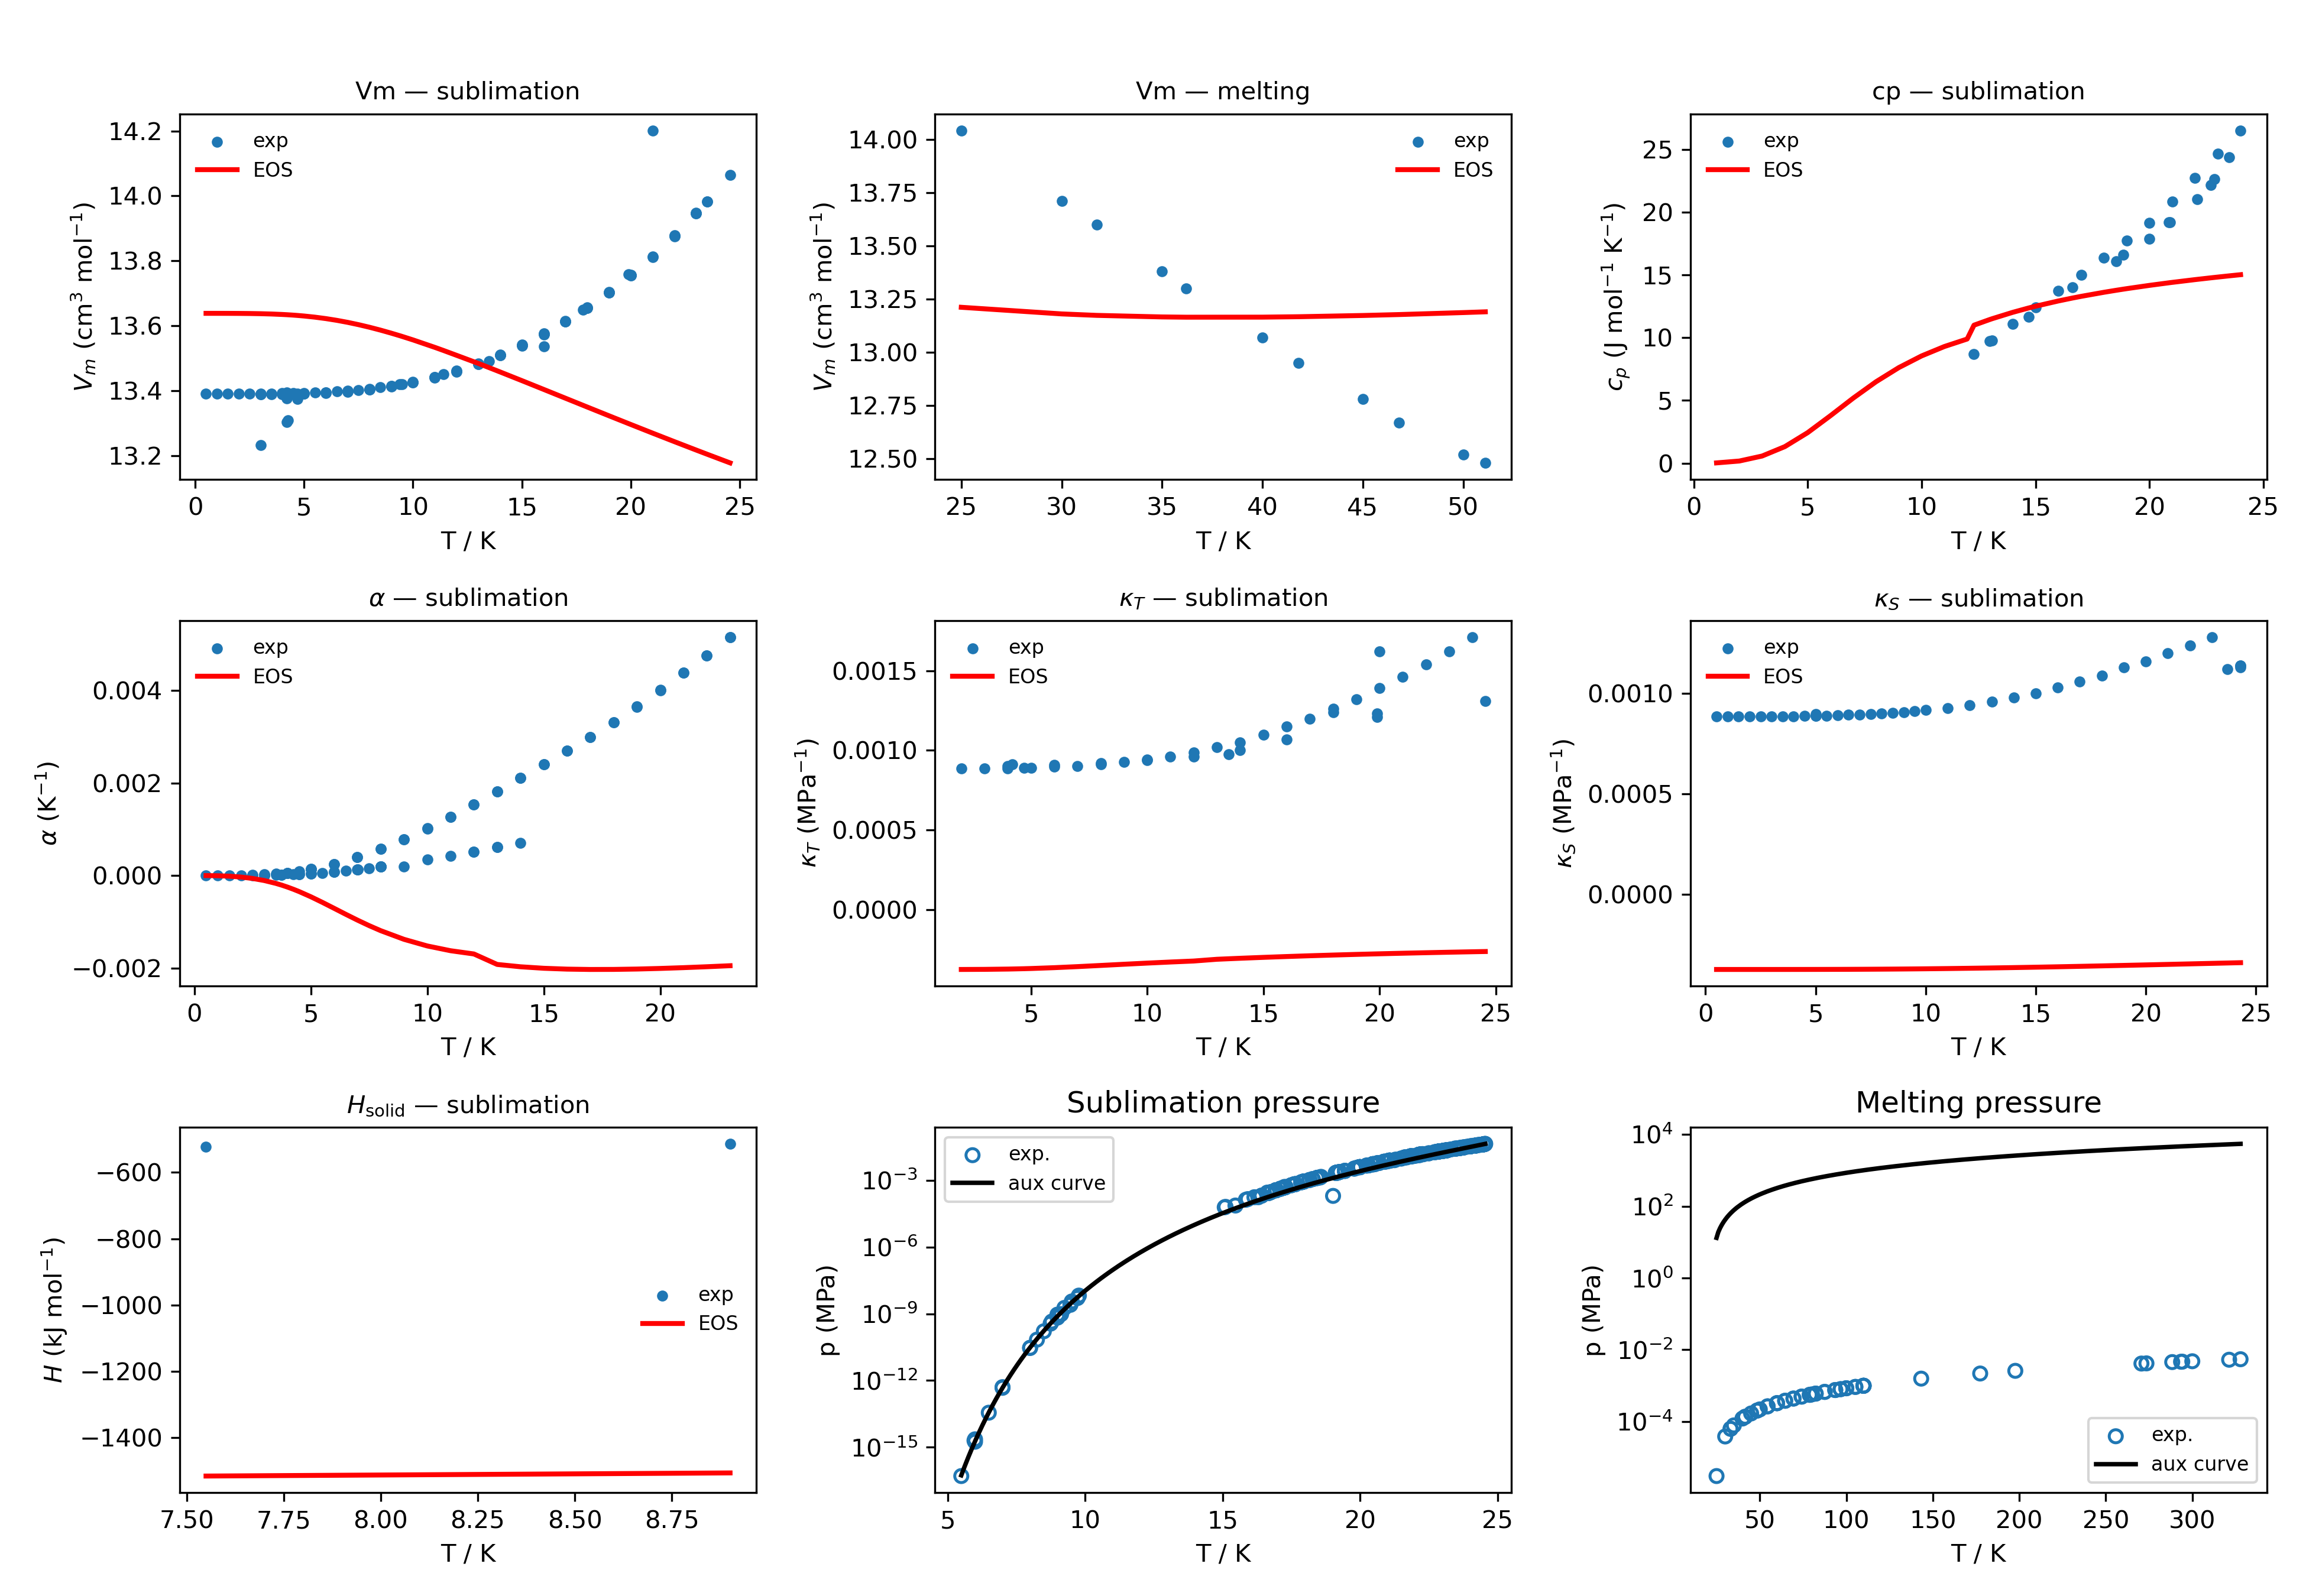 Vm — sublimation
14.2
14.0
13.8
13.6
13.4
13.2
0 5 10 15 20 25
V_m (cm³ mol⁻¹)
T / K
exp
EOS
Vm — melting
14.00
13.75
13.50
13.25
13.00
12.75
12.50
25 30 35 40 45 50
V_m (cm³ mol⁻¹)
T / K
exp
EOS
cp — sublimation
25
20
15
10
5
0
0 5 10 15 20 25
c_p (J mol⁻¹ K⁻¹)
T / K
exp
EOS
α — sublimation
0.004
0.002
0.000
−0.002
0 5 10 15 20
α (K⁻¹)
T / K
exp
EOS
κ_T — sublimation
0.0015
0.0010
0.0005
0.0000
5 10 15 20 25
κ_T (MPa⁻¹)
T / K
exp
EOS
κ_S — sublimation
0.0010
0.0005
0.0000
0 5 10 15 20 25
κ_S (MPa⁻¹)
T / K
exp
EOS
H_solid — sublimation
−600
−800
−1000
−1200
−1400
7.50 7.75 8.00 8.25 8.50 8.75
H (kJ mol⁻¹)
T / K
exp
EOS
Sublimation pressure
10⁻³
10⁻⁶
10⁻⁹
10⁻¹²
10⁻¹⁵
5 10 15 20 25
p (MPa)
T / K
exp.
aux curve
Melting pressure
10⁴
10²
10⁰
10⁻²
10⁻⁴
50 100 150 200 250 300
p (MPa)
T / K
exp.
aux curve